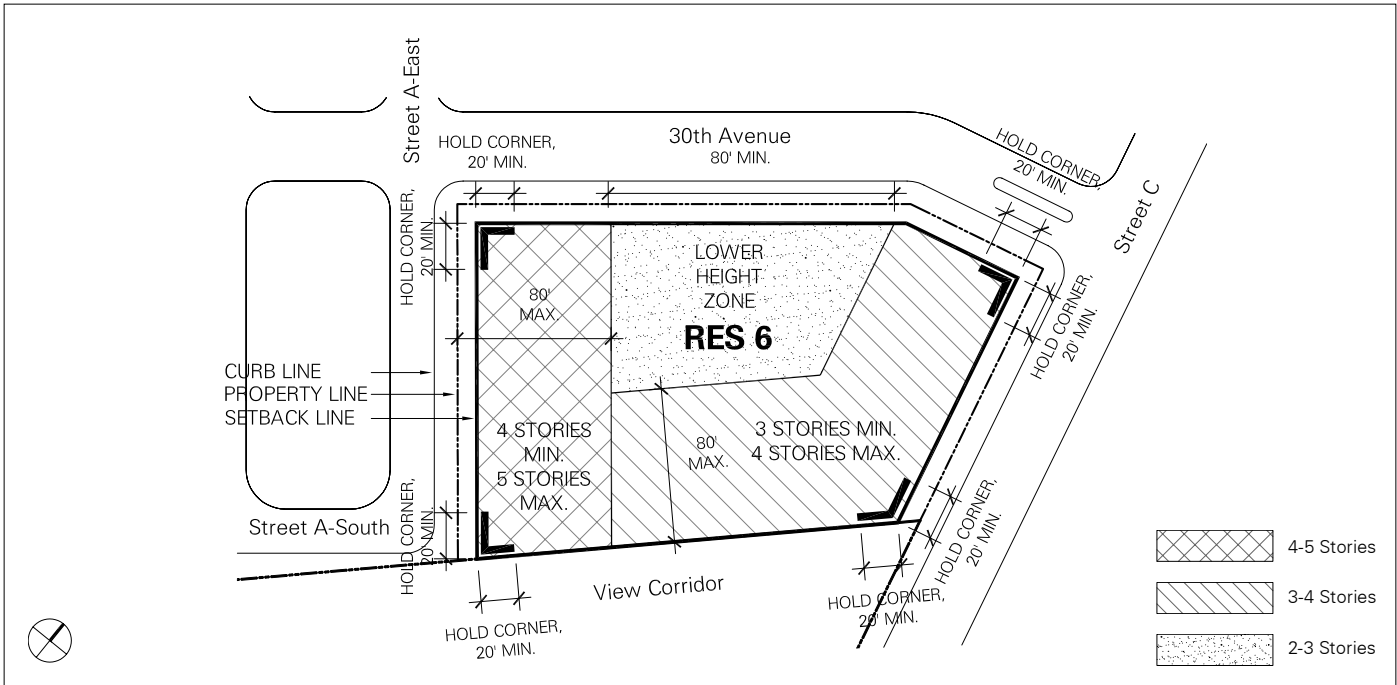 Street A-East
HOLD CORNER,
20' MIN.
30th Avenue
80' MIN.
HOLD CORNER,
20' MIN.
Street C
HOLD CORNER,
20' MIN.
80'
MAX.
LOWER
HEIGHT
ZONE
RES 6
HOLD CORNER,
20' MIN.
CURB LINE
PROPERTY LINE
SETBACK LINE
4 STORIES
MIN.
5 STORIES
MAX.
80'
MAX.
3 STORIES MIN.
4 STORIES MAX.
HOLD CORNER,
20' MIN.
Street A-South
HOLD CORNER,
20' MIN.
View Corridor
HOLD CORNER,
20' MIN.
HOLD CORNER,
20' MIN.
4-5 Stories
3-4 Stories
2-3 Stories